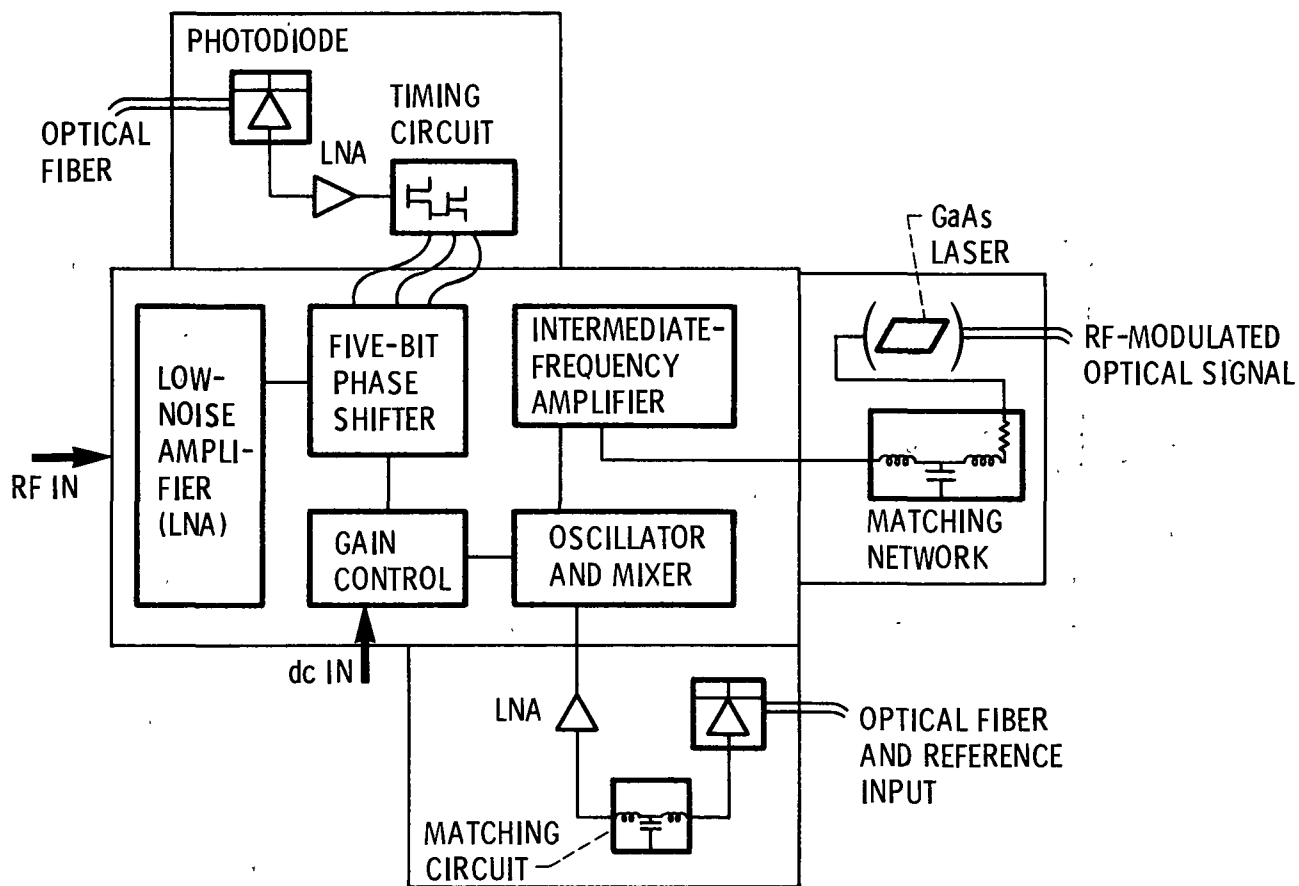 PHOTODIODE
OPTICAL
FIBER
LNA
TIMING
CIRCUIT
GaAs
LASER
RF-MODULATED
OPTICAL SIGNAL
LOW-
NOISE
AMPLI-
FIER
(LNA)
FIVE-BIT
PHASE
SHIFTER
INTERMEDIATE-
FREQUENCY
AMPLIFIER
RF IN
GAIN
CONTROL
OSCILLATOR
AND MIXER
MATCHING
NETWORK
dc IN
LNA
OPTICAL FIBER
AND REFERENCE
INPUT
MATCHING
CIRCUIT